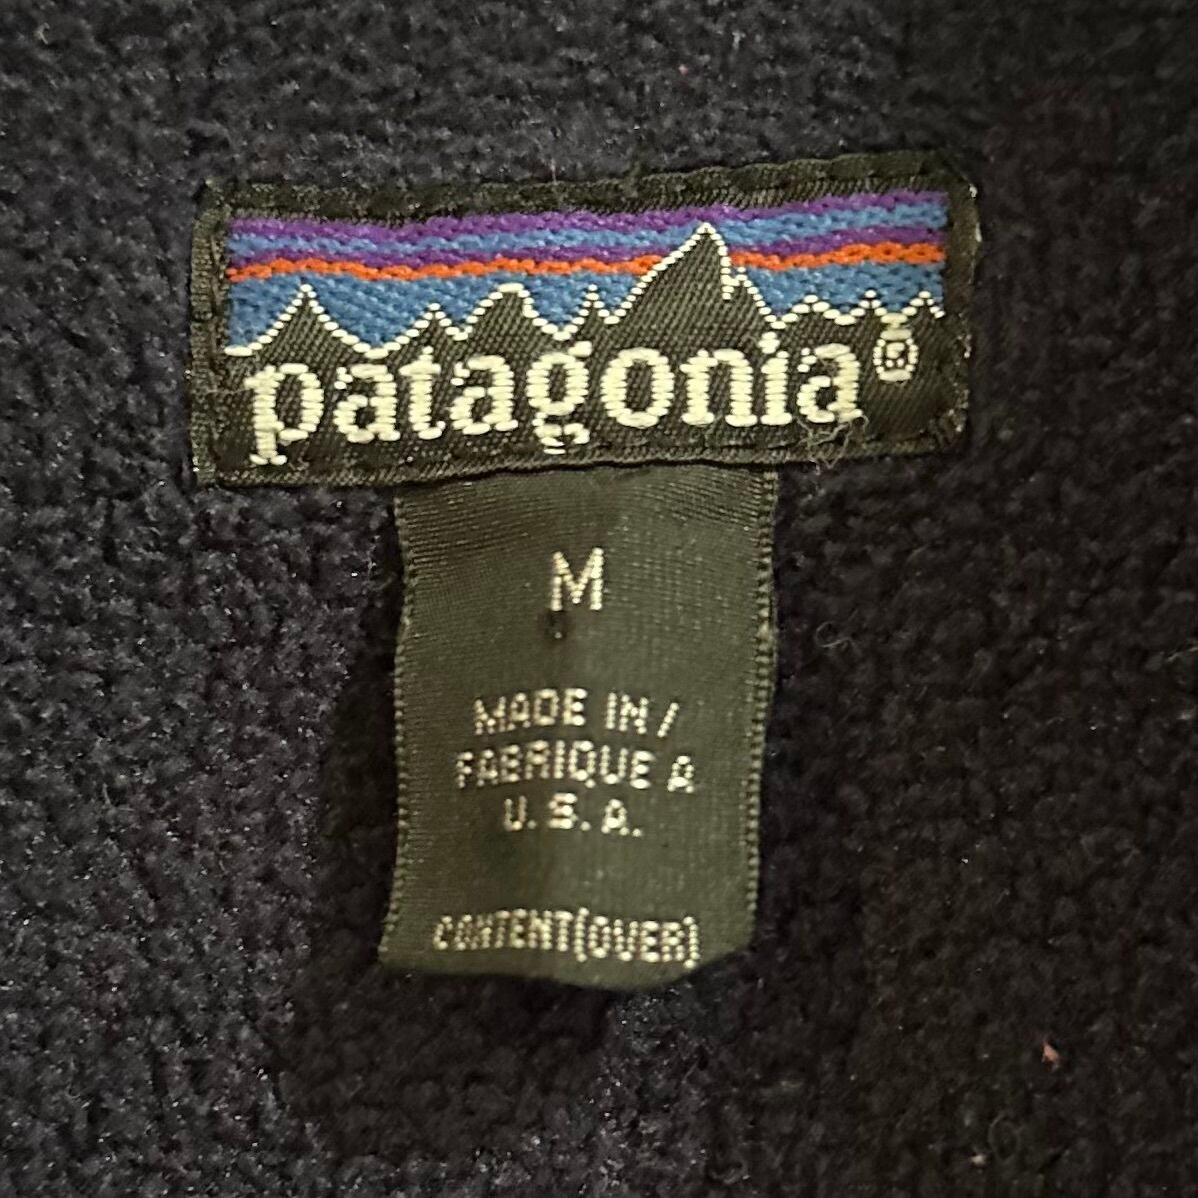 patagonia®
M
MADE IN/
FABRIQUE A
U.S.A.
CONTENT(OVER)